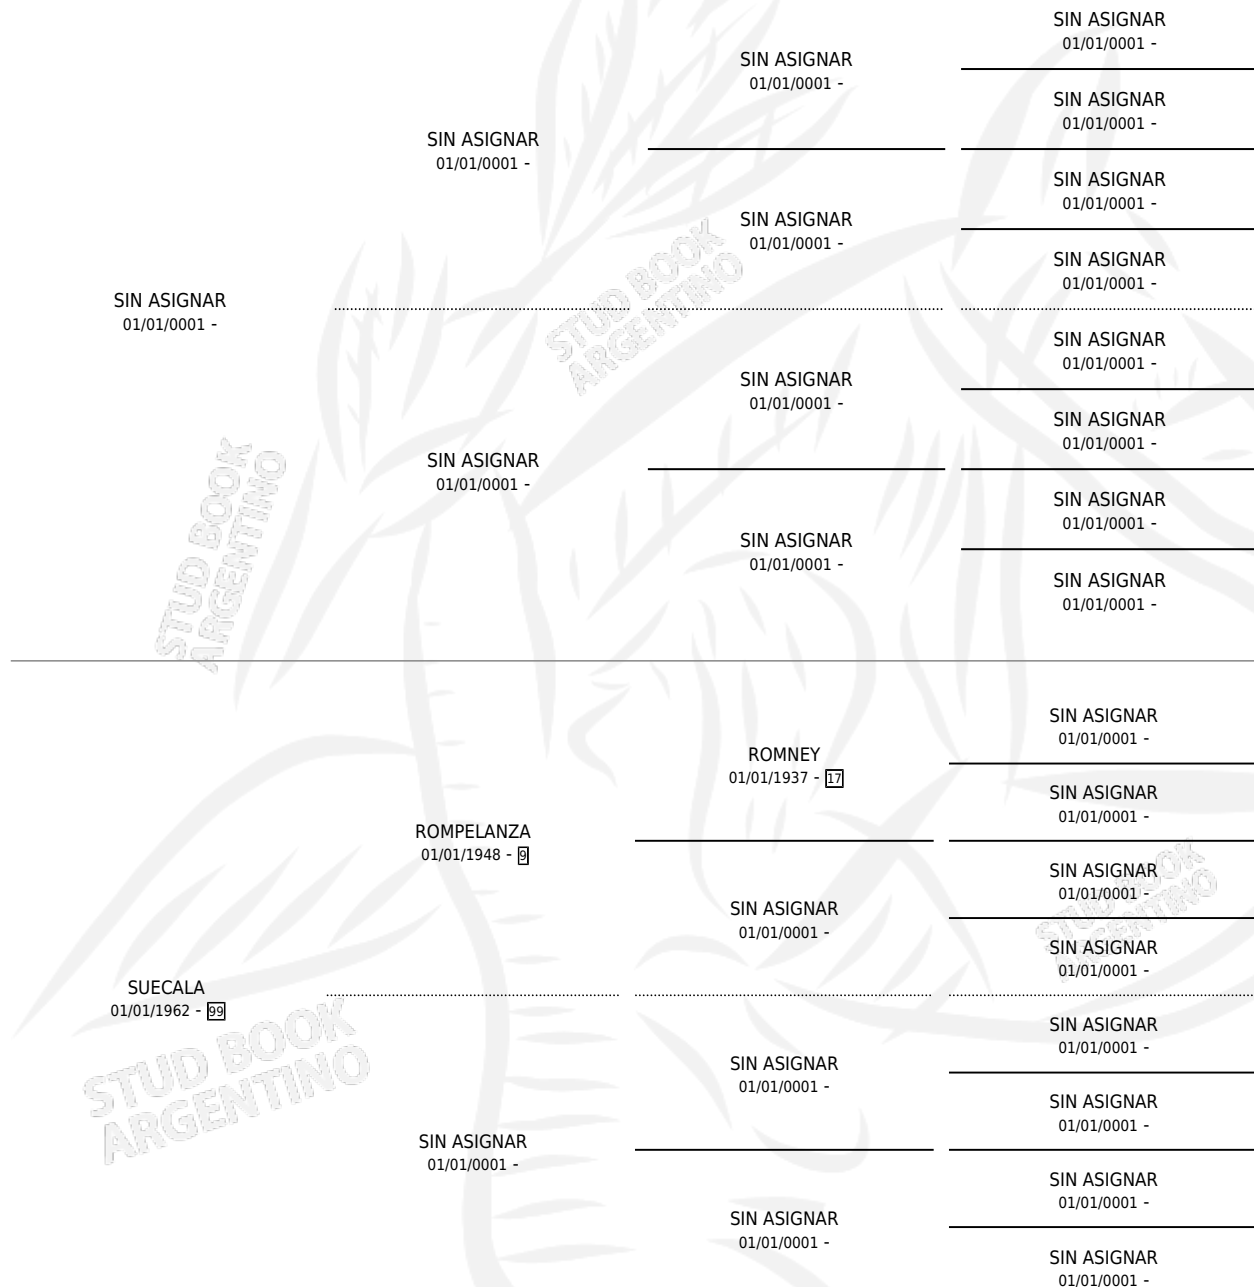 SIN ASIGNAR
01/01/0001 -
SIN ASIGNAR
01/01/0001 -
SIN ASIGNAR
01/01/0001 -
SIN ASIGNAR
01/01/0001 -
SIN ASIGNAR
01/01/0001 -
SIN ASIGNAR
01/01/0001 -
SIN ASIGNAR
01/01/0001 -
STUD BOOK
ARGENTINO
SIN ASIGNAR
01/01/0001 -
SIN ASIGNAR
01/01/0001 -
SIN ASIGNAR
01/01/0001 -
SIN ASIGNAR
01/01/0001 -
SIN ASIGNAR
01/01/0001 -
STUD BOOK
ARGENTINO
SIN ASIGNAR
01/01/0001 -
SIN ASIGNAR
01/01/0001 -
SIN ASIGNAR
01/01/0001 -
SIN ASIGNAR
01/01/0001 -
SIN ASIGNAR
01/01/0001 -
ROMNEY
01/01/1937 - 17
SIN ASIGNAR
01/01/0001 -
ROMPELANZA
01/01/1948 - 9
SIN ASIGNAR
01/01/0001 -
STUD BOOK
ARGENTINO
SIN ASIGNAR
01/01/0001 -
SIN ASIGNAR
01/01/0001 -
SUECALA
01/01/1962 - 99
STUD BOOK
ARGENTINO
SIN ASIGNAR
01/01/0001 -
SIN ASIGNAR
01/01/0001 -
SIN ASIGNAR
01/01/0001 -
SIN ASIGNAR
01/01/0001 -
SIN ASIGNAR
01/01/0001 -
SIN ASIGNAR
01/01/0001 -
SIN ASIGNAR
01/01/0001 -